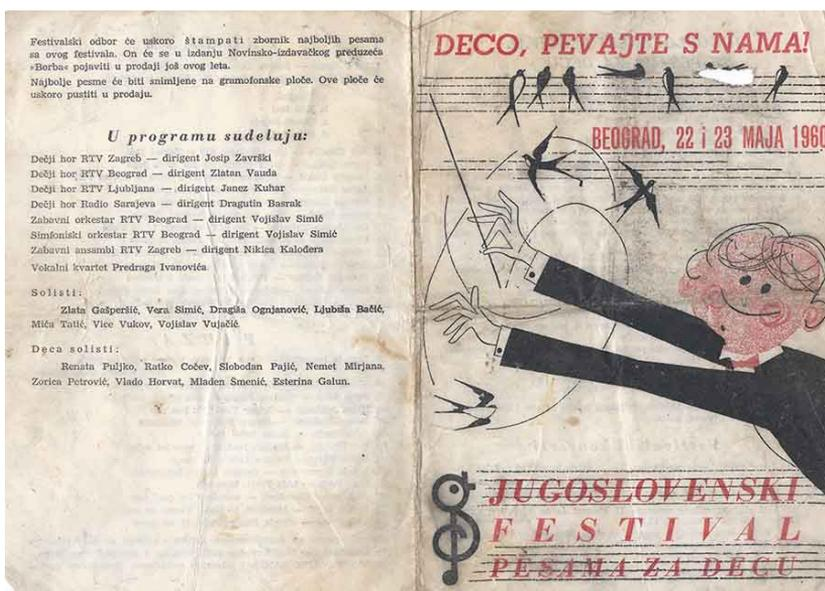 Festivalski odbor će uskoro štampati zbornik najboljih pesama
sa ovog festivala. On će se u izdanju Novinsko-izdavačkog preduzeća
»Borba« pojaviti u prodaji još ovog leta.
Najbolje pesme će biti snimljene na gramofonske ploče. Ove ploče će
uskoro pustiti u prodaju.
U programu sudeluju:
Dečji hor RTV Zagreb — dirigent Josip Završki
Dečji hor RTV Beograd — dirigent Zlatan Vauda
Dečji hor RTV Ljubljana — dirigent Janez Kuhar
Dečji hor Radio Sarajeva — dirigent Dragutin Basrak
Zabavni orkestar RTV Beograd — dirigent Vojislav Simić
Simfoniski orkestar RTV Beograd — dirigent Vojislav Simić
Zabavni ansambl RTV Zagreb — dirigent Nikica Kalođera
Vokalni kvartet Predraga Ivanovića
Solisti:
Zlata Gašperšić, Vera Simić, Dragiša Ognjanović, Ljubiša Bačić,
Mića Tatić, Vice Vukov, Vojislav Vujačić
Deca solisti:
Renata Puljko, Ratko Cočev, Slobodan Pajić, Nemet Mirjana,
Zorica Petrović, Vlado Horvat, Mladen Smenić, Esterina Galun.
DECO, PEVAJTE S NAMA!
BEOGRAD, 22 i 23 MAJA 1960
JUGOSLOVENSKI
FESTIVAL
PESAMA ZA DECU